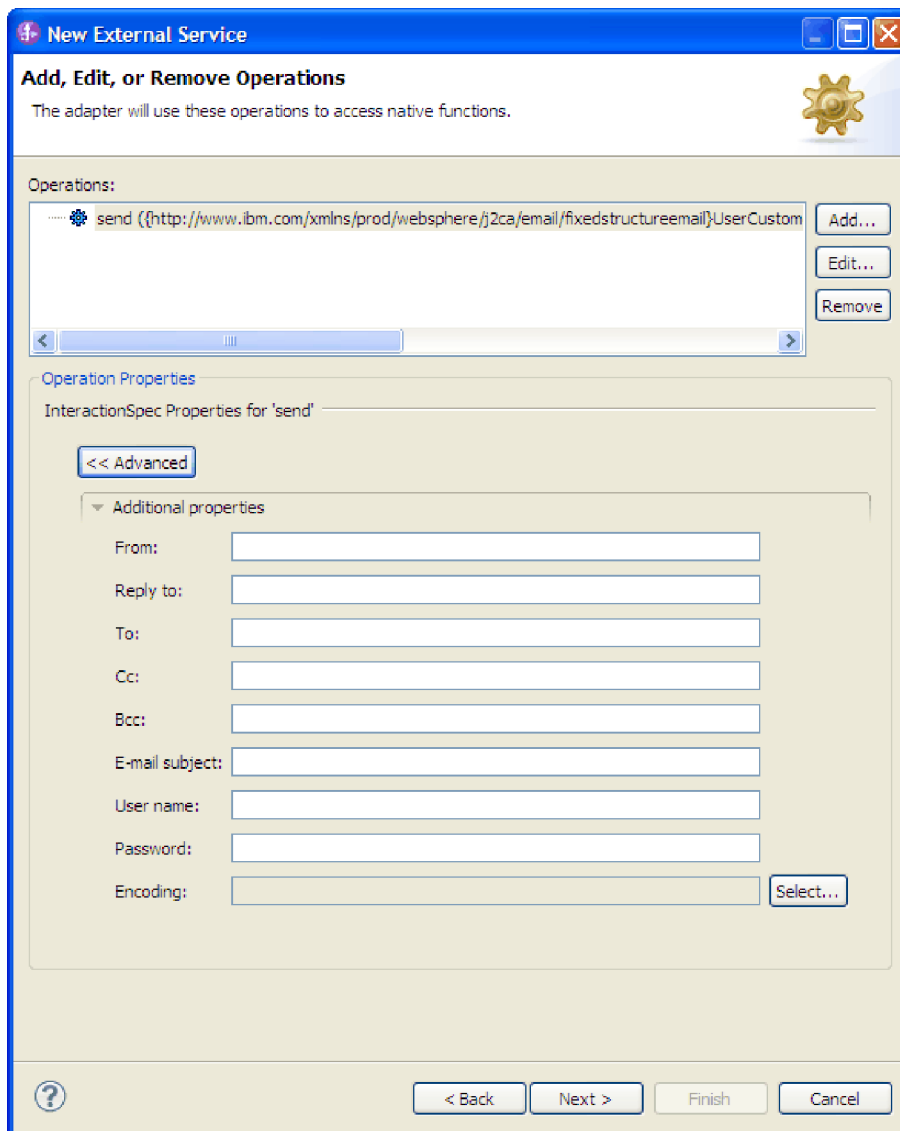 New External Service
Add, Edit, or Remove Operations
The adapter will use these operations to access native functions.
Operations:
send ({http://www.ibm.com/xmlns/prod/websphere/j2ca/email/fixedstructureemail}UserCustom
Add...
Edit...
Remove
Operation Properties
InteractionSpec Properties for 'send'
<< Advanced
Additional properties
From:
Reply to:
To:
Cc:
Bcc:
E-mail subject:
User name:
Password:
Encoding:
Select...
?
< Back
Next >
Finish
Cancel